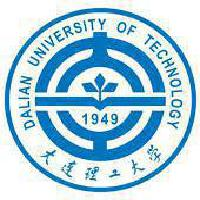 DALIAN UNIVERSITY OF TECHNOLOGY
1949
大连理工大学